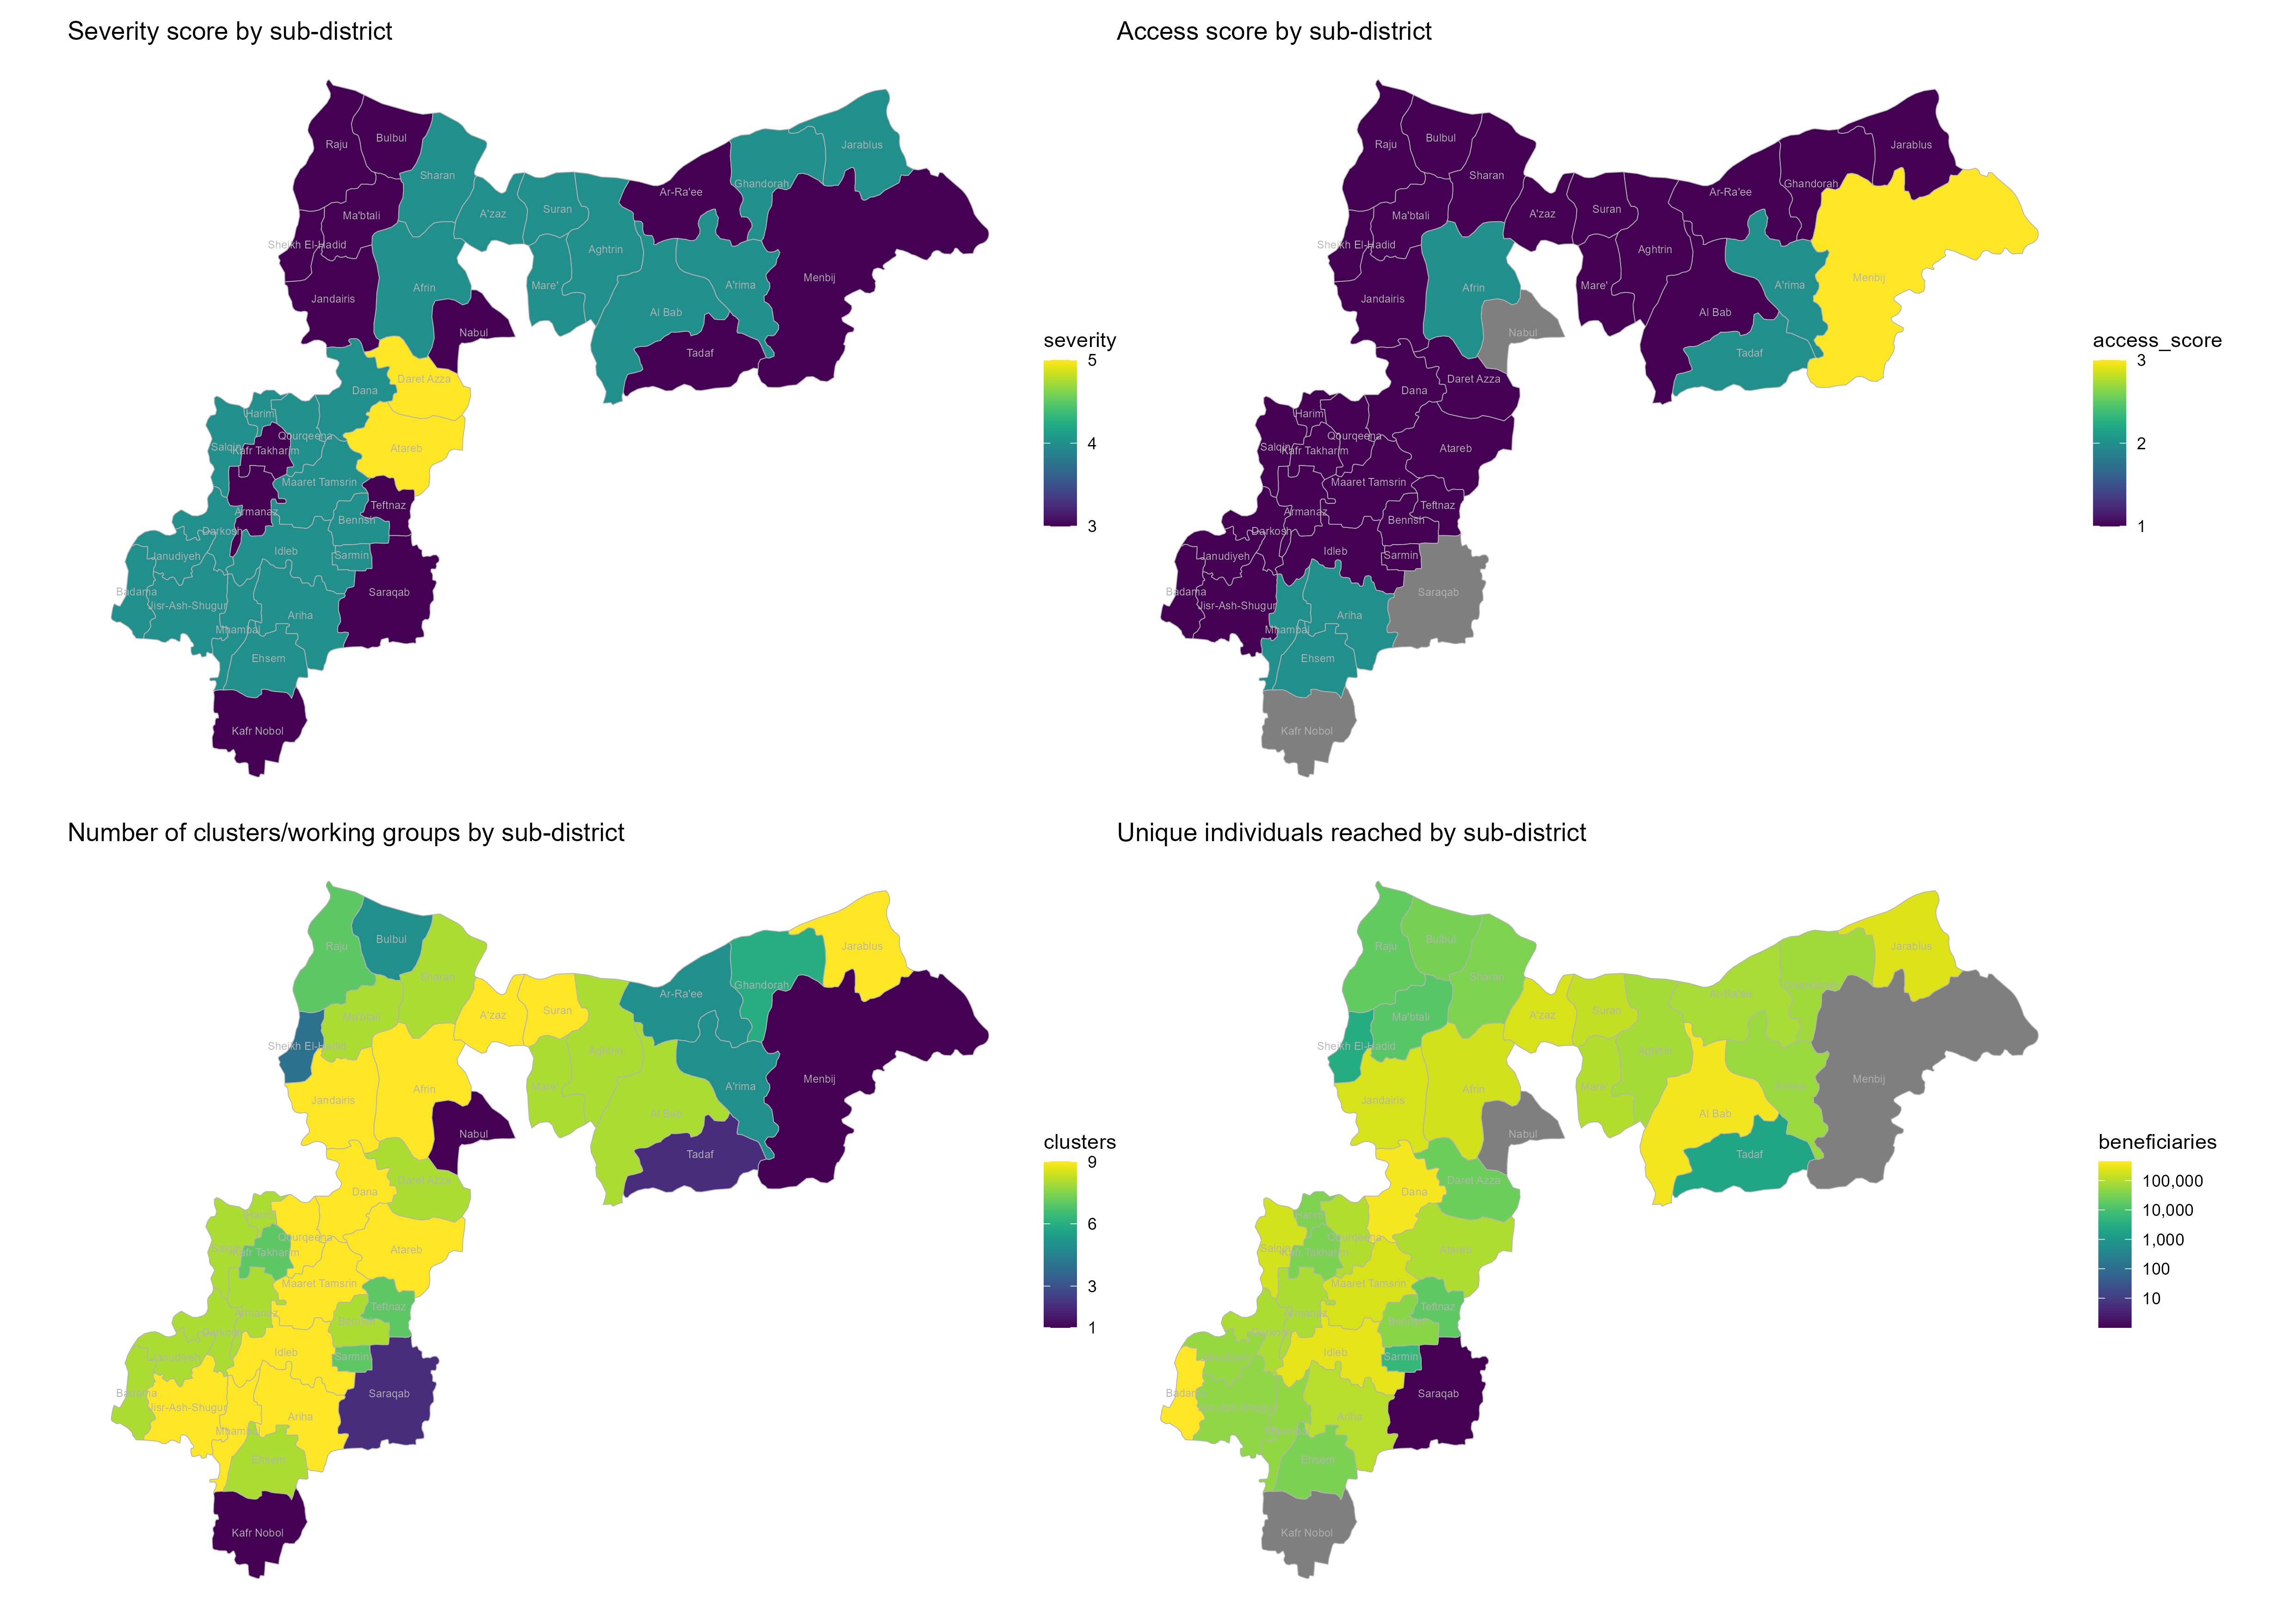 Severity score by sub-district
Raju
Bulbul
Sharan
Ma'btali
Sheikh El-Hadid
Jandairis
Afrin
Nabul
A'zaz
Suran
Mare'
Aghtrin
Ar-Ra'ee
Ghandorah
Jarablus
Al Bab
A'rima
Menbij
Tadaf
Daret Azza
Dana
Harim
Qourqeena
Salqin
Kafr Takharim
Atareb
Maaret Tamsrin
Teftnaz
Armanaz
Bennsh
Darkosh
Idleb
Sarmin
Janudiyeh
Badama
Jisr-Ash-Shugur
Saraqab
Ariha
Mhambal
Ehsem
Kafr Nobol
severity
5
4
3
Access score by sub-district
Raju
Bulbul
Sharan
Ma'btali
Sheikh El-Hadid
Jandairis
Afrin
Nabul
A'zaz
Suran
Mare'
Aghtrin
Ar-Ra'ee
Ghandorah
Jarablus
Al Bab
A'rima
Menbij
Tadaf
Daret Azza
Dana
Harim
Qourqeena
Salqin
Kafr Takharim
Atareb
Maaret Tamsrin
Teftnaz
Armanaz
Bennsh
Darkosh
Idleb
Sarmin
Janudiyeh
Badama
Jisr-Ash-Shugur
Saraqab
Ariha
Mhambal
Ehsem
Kafr Nobol
access_score
3
2
1
Number of clusters/working groups by sub-district
Raju
Bulbul
Sharan
Sheikh El-Hadid
Jandairis
Afrin
Nabul
A'zaz
Suran
Ar-Ra'ee
Ghandorah
Jarablus
Al Bab
A'rima
Menbij
Tadaf
Daret Azza
Dana
Qourqeena
Kafr Takharim
Atareb
Maaret Tamsrin
Teftnaz
Idleb
Sarmin
Badama
Jisr-Ash-Shugur
Saraqab
Ariha
Mhambal
Ehsem
Kafr Nobol
clusters
9
6
3
1
Unique individuals reached by sub-district
Raju
Bulbul
Sharan
Ma'btali
Sheikh El-Hadid
Jandairis
Afrin
Nabul
A'zaz
Suran
Mare'
Jarablus
Al Bab
Menbij
Tadaf
Daret Azza
Dana
Salqin
Kafr Takharim
Atareb
Maaret Tamsrin
Teftnaz
Idleb
Sarmin
Badama
Saraqab
Ariha
Ehsem
Kafr Nobol
beneficiaries
100,000
10,000
1,000
100
10